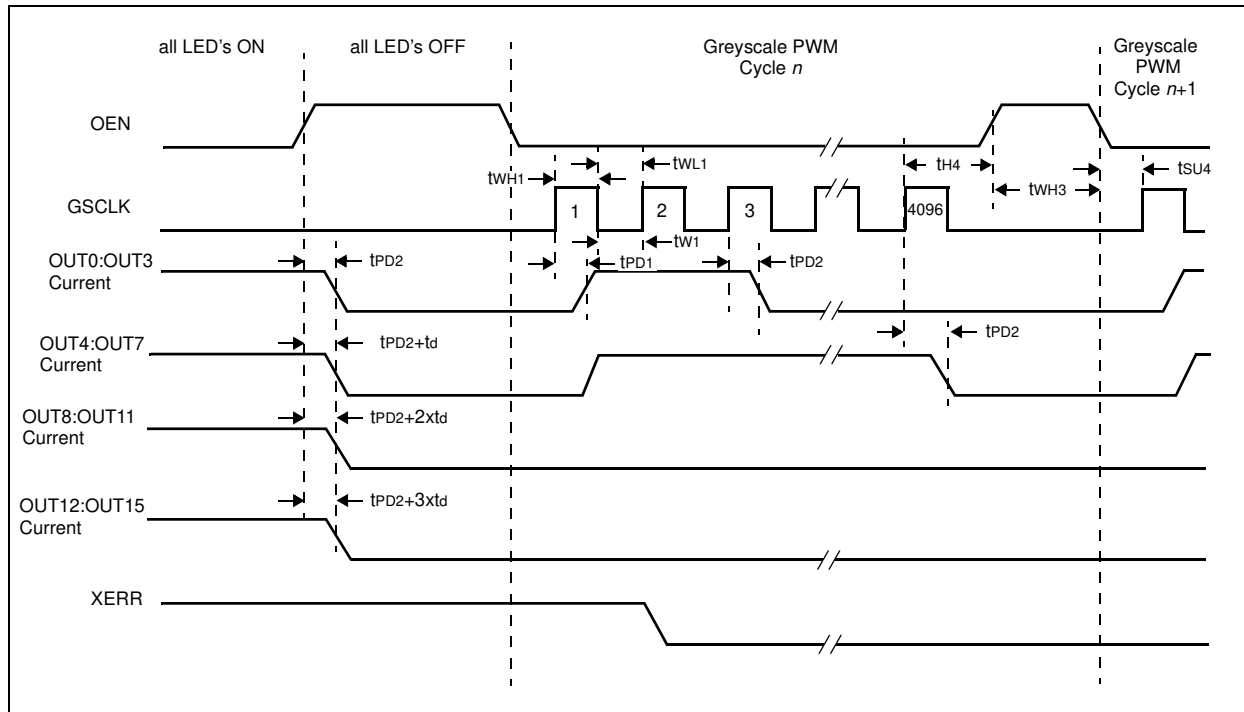 all LED's ON
all LED's OFF
Greyscale PWM
Cycle n
Greyscale
PWM
Cycle n+1
OEN
tWH1
tWL1
tH4
tWH3
tSU4
GSCLK
1
2
3
4096
tW1
OUT0:OUT3
Current
tPD2
tPD1
tPD2
OUT4:OUT7
Current
tPD2+td
tPD2
OUT8:OUT11
Current
tPD2+2xtd
OUT12:OUT15
Current
tPD2+3xtd
XERR